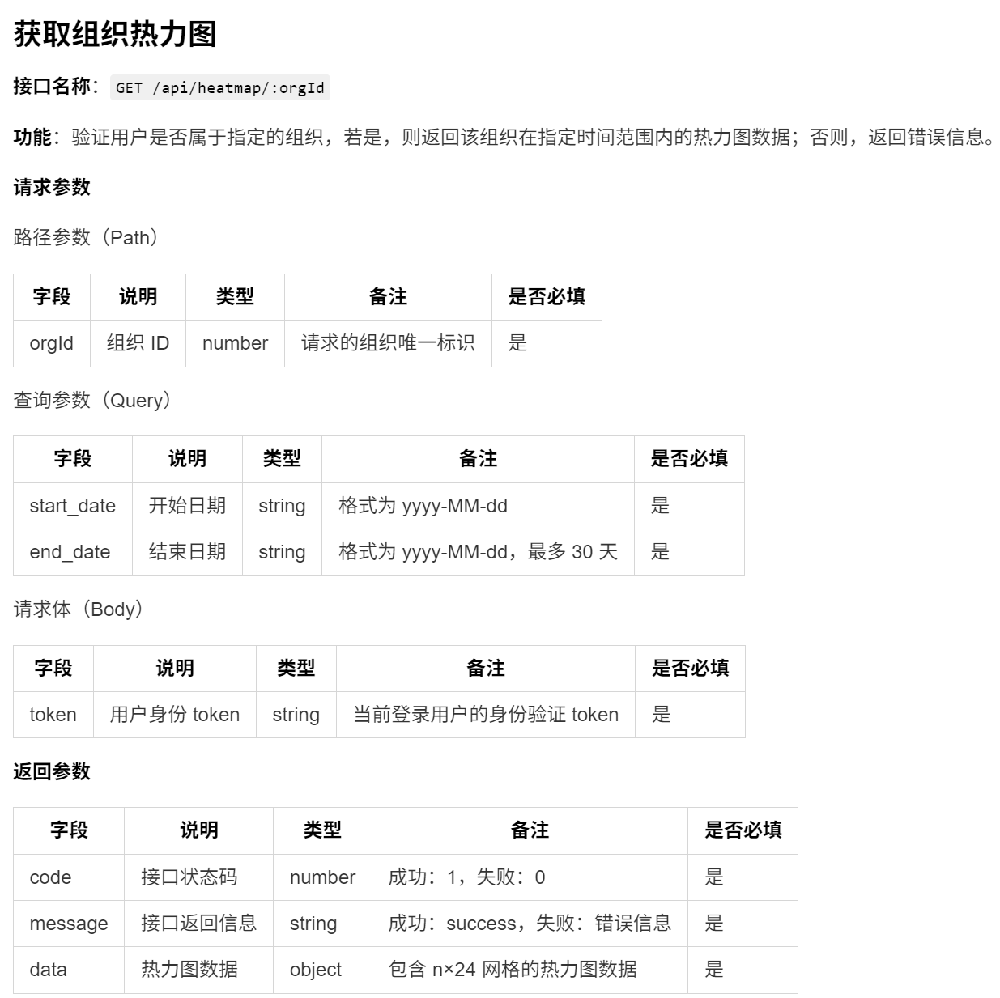 获取组织热力图
接口名称：GET /api/heatmap/:orgId
功能：验证用户是否属于指定的组织，若是，则返回该组织在指定时间范围内的热力图数据；否则，返回错误信息。
请求参数
路径参数（Path）
字段 说明 类型 备注 是否必填
orgId 组织 ID number 请求的组织唯一标识 是
查询参数（Query）
字段 说明 类型 备注 是否必填
start_date 开始日期 string 格式为 yyyy-MM-dd 是
end_date 结束日期 string 格式为 yyyy-MM-dd，最多 30 天 是
请求体（Body）
字段 说明 类型 备注 是否必填
token 用户身份 token string 当前登录用户的身份验证 token 是
返回参数
字段 说明 类型 备注 是否必填
code 接口状态码 number 成功：1，失败：0 是
message 接口返回信息 string 成功：success，失败：错误信息 是
data 热力图数据 object 包含 n×24 网格的热力图数据 是